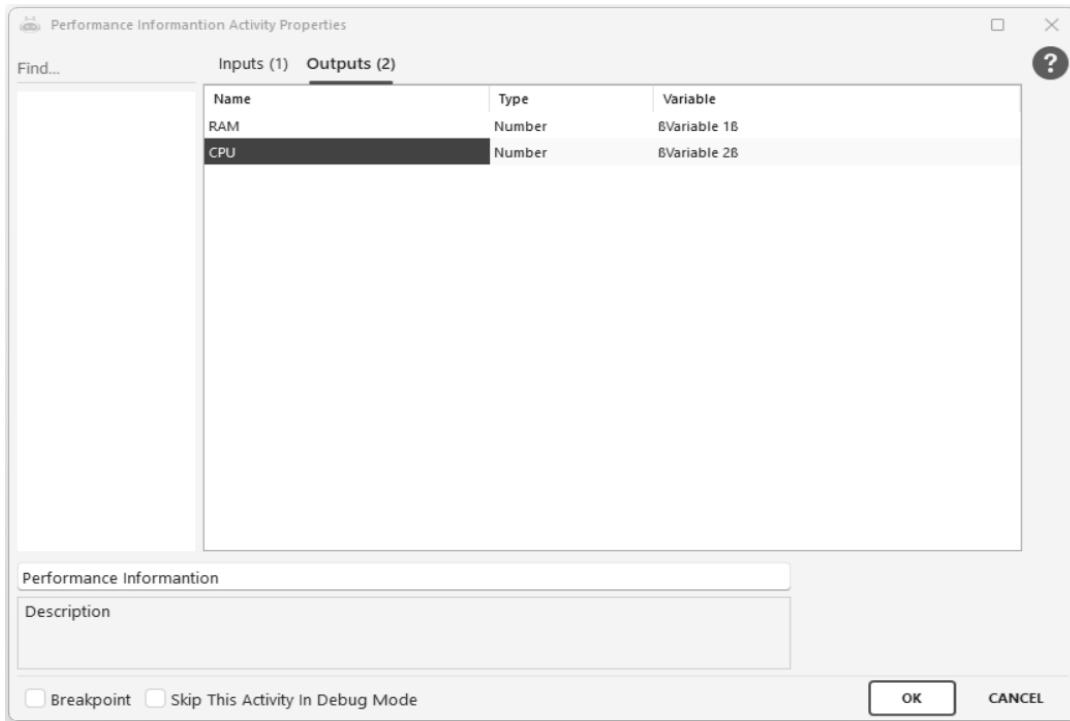 Performance Informantion Activity Properties
Find...
Inputs (1) Outputs (2)
?
Name Type Variable
RAM Number ßVariable 1ß
CPU Number ßVariable 2ß
Performance Informantion
Description
Breakpoint Skip This Activity In Debug Mode OK CANCEL